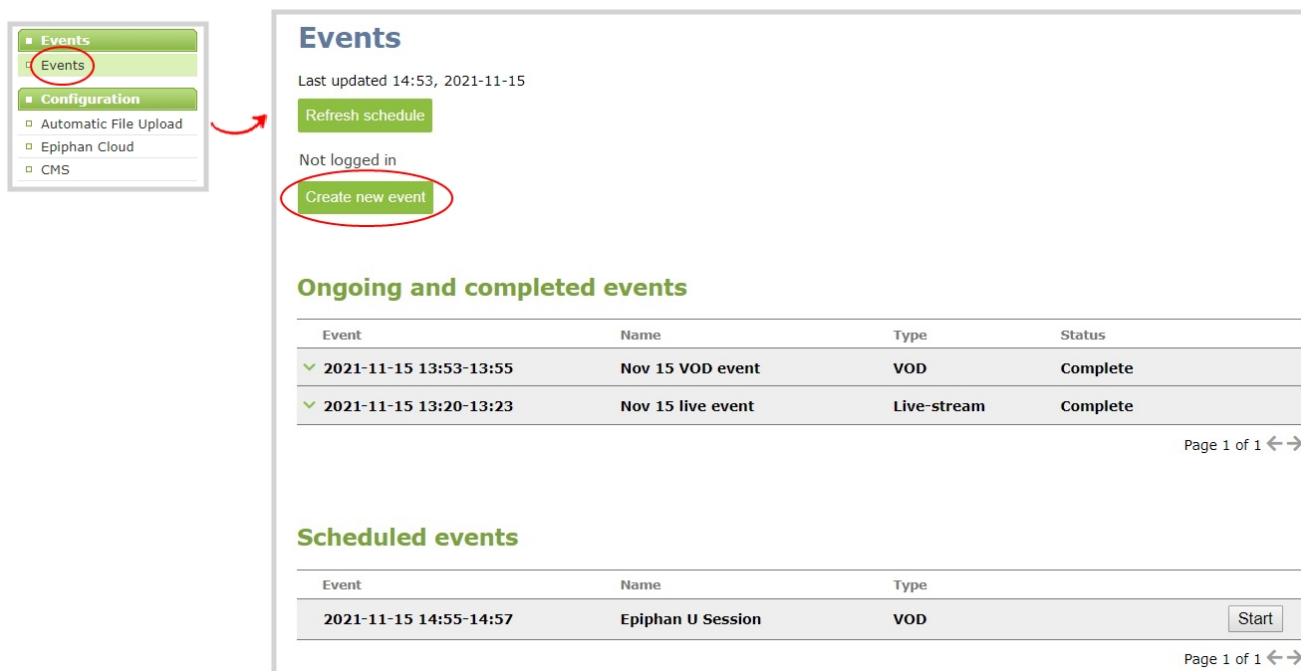 Events
Events
Configuration
Automatic File Upload
Epiphan Cloud
CMS
Events
Last updated 14:53, 2021-11-15
Refresh schedule
Not logged in
Create new event
Ongoing and completed events
Event Name Type Status
2021-11-15 13:53-13:55 Nov 15 VOD event VOD Complete
2021-11-15 13:20-13:23 Nov 15 live event Live-stream Complete
Page 1 of 1
Scheduled events
Event Name Type
2021-11-15 14:55-14:57 Epiphan U Session VOD Start
Page 1 of 1